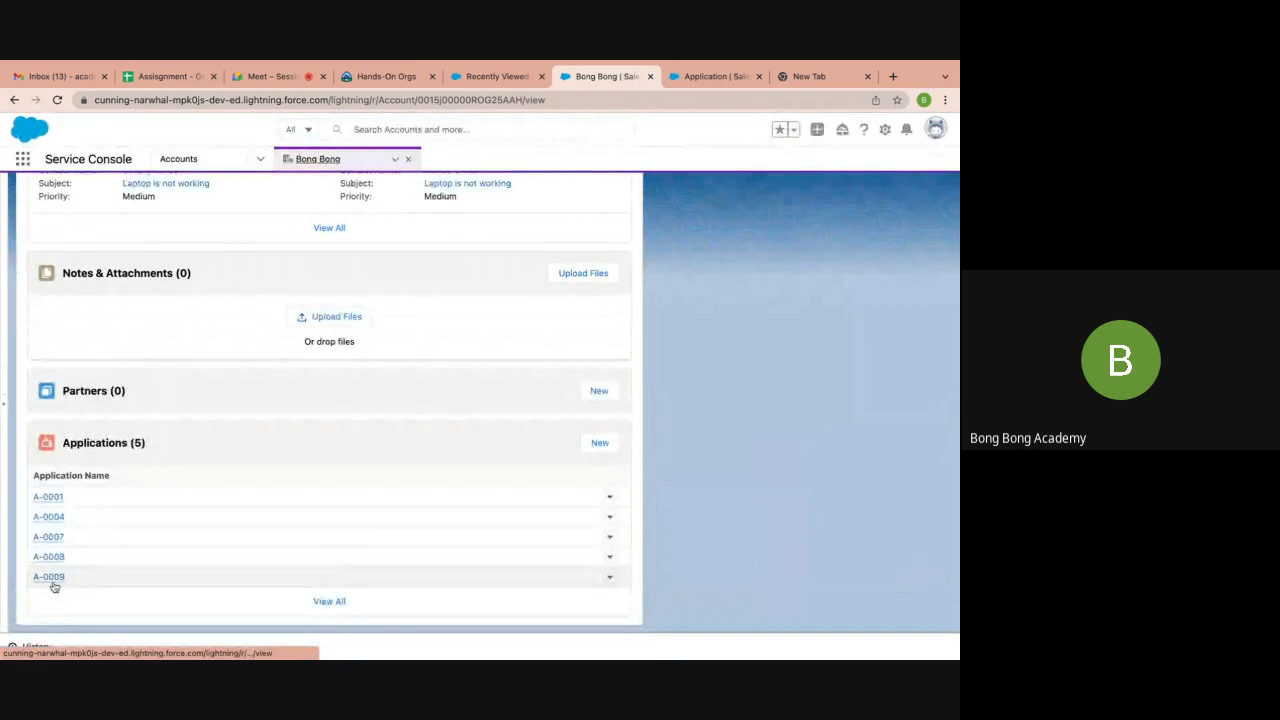 Inbox (13) - acad
Assisgnment - G
Meet – Sessi
Hands-On Orgs
Recently Viewed
Bong Bong | Sale
Application | Sale
New Tab
cunning-narwhal-mpk0js-dev-ed.lightning.force.com/lightning/r/Account/0015j00000ROG25AAH/view
B
All
Search Accounts and more...
Service Console
Accounts
Bong Bong
Subject: Laptop is not working
Subject: Laptop is not working
Priority: Medium
Priority: Medium
View All
Notes & Attachments (0)
Upload Files
Upload Files
Or drop files
Partners (0)
New
Applications (5)
New
Application Name
A-0001
A-0004
A-0007
A-0008
A-0009
View All
History
cunning-narwhal-mpk0js-dev-ed.lightning.force.com/lightning/r/.../view
B
Bong Bong Academy